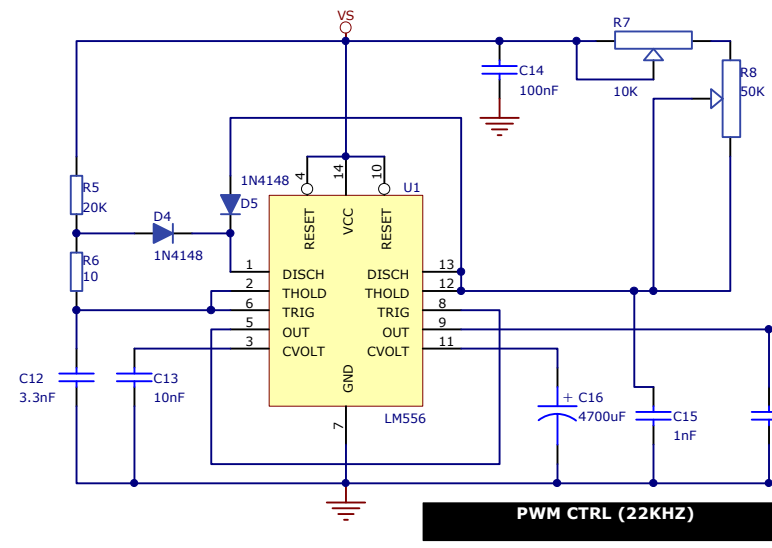 VS
R7
10K
R8
50K
C14
100nF
1N4148
D5
4
14
10
U1
R5
20K
D4
1N4148
R6
10
RESET
VCC
RESET
1
DISCH
DISCH
13
2
THOLD
THOLD
12
6
TRIG
TRIG
8
5
OUT
OUT
9
3
CVOLT
CVOLT
11
GND
7
LM556
C12
3.3nF
C13
10nF
+
C16
4700uF
C15
1nF
PWM CTRL (22KHZ)